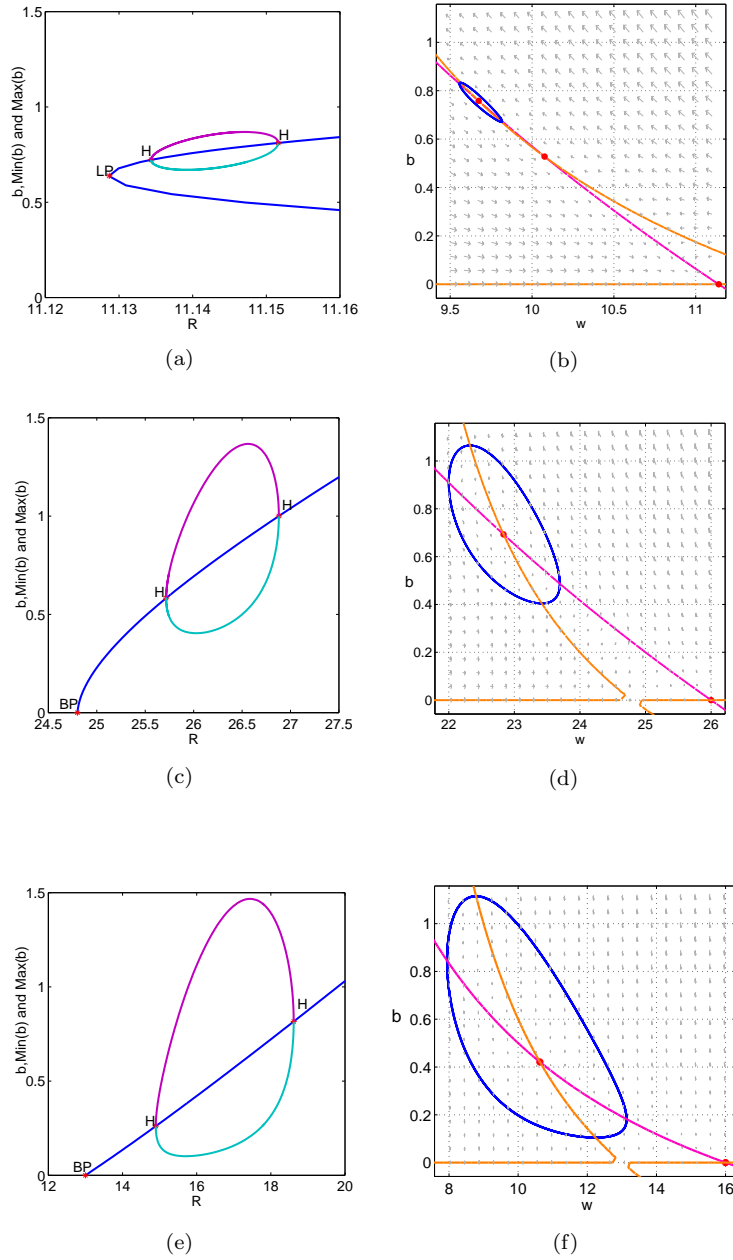 b,Min(b) and Max(b)
1.5
1
0.5
0
LP
H
H
11.12 11.13 11.14 11.15 11.16
R
(a)
b
1
0.8
0.6
0.4
0.2
0
9.5 10 10.5 11
w
(b)
b,Min(b) and Max(b)
1.5
1
0.5
0
BP
H
H
24.5 25 25.5 26 26.5 27 27.5
R
(c)
b
1
0.8
0.6
0.4
0.2
0
22 23 24 25 26
w
(d)
b,Min(b) and Max(b)
1.5
1
0.5
0
BP
H
H
12 14 16 18 20
R
(e)
b
1
0.8
0.6
0.4
0.2
0
8 10 12 14 16
w
(f)